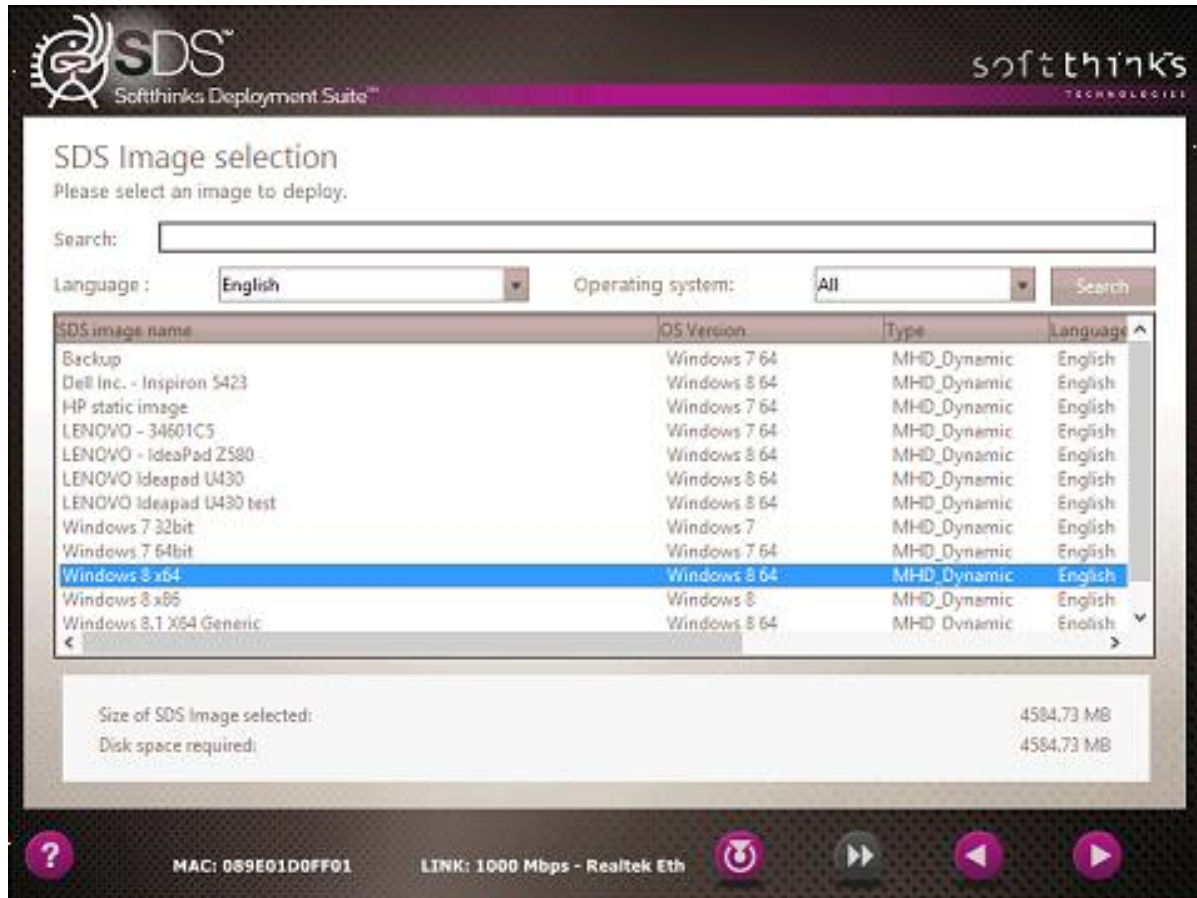 SDS™
Softthinks Deployment Suite™
softthinks
TECHNOLOGIES
SDS Image selection
Please select an image to deploy.
Search:
Language : English Operating system: All Search
SDS image name OS Version Type Language
Backup Windows 7 64 MHD_Dynamic English
Dell Inc. - Inspiron 5423 Windows 8 64 MHD_Dynamic English
HP static image Windows 7 64 MHD_Dynamic English
LENOVO - 34601C5 Windows 7 64 MHD_Dynamic English
LENOVO - IdeaPad Z580 Windows 8 64 MHD_Dynamic English
LENOVO Ideapad U430 Windows 8 64 MHD_Dynamic English
LENOVO Ideapad U430 test Windows 8 64 MHD_Dynamic English
Windows 7 32bit Windows 7 MHD_Dynamic English
Windows 7 64bit Windows 7 64 MHD_Dynamic English
Windows 8 x64 Windows 8 64 MHD_Dynamic English
Windows 8 x86 Windows 8 MHD_Dynamic English
Windows 8.1 X64 Generic Windows 8 64 MHD_Dynamic English
Size of SDS Image selected: 4584.73 MB
Disk space required: 4584.73 MB
? MAC: 089E01D0FF01 LINK: 1000 Mbps - Realtek Eth